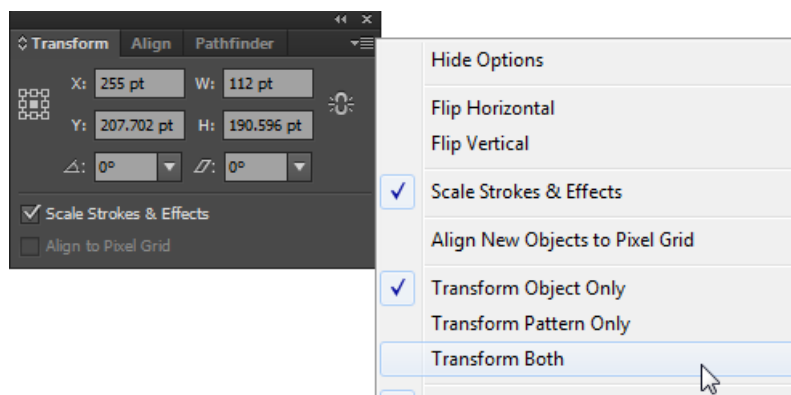 Transform Align Pathfinder
X: 255 pt W: 112 pt
Y: 207.702 pt H: 190.596 pt
0° 0°
Scale Strokes & Effects
Align to Pixel Grid
Hide Options
Flip Horizontal
Flip Vertical
Scale Strokes & Effects
Align New Objects to Pixel Grid
Transform Object Only
Transform Pattern Only
Transform Both